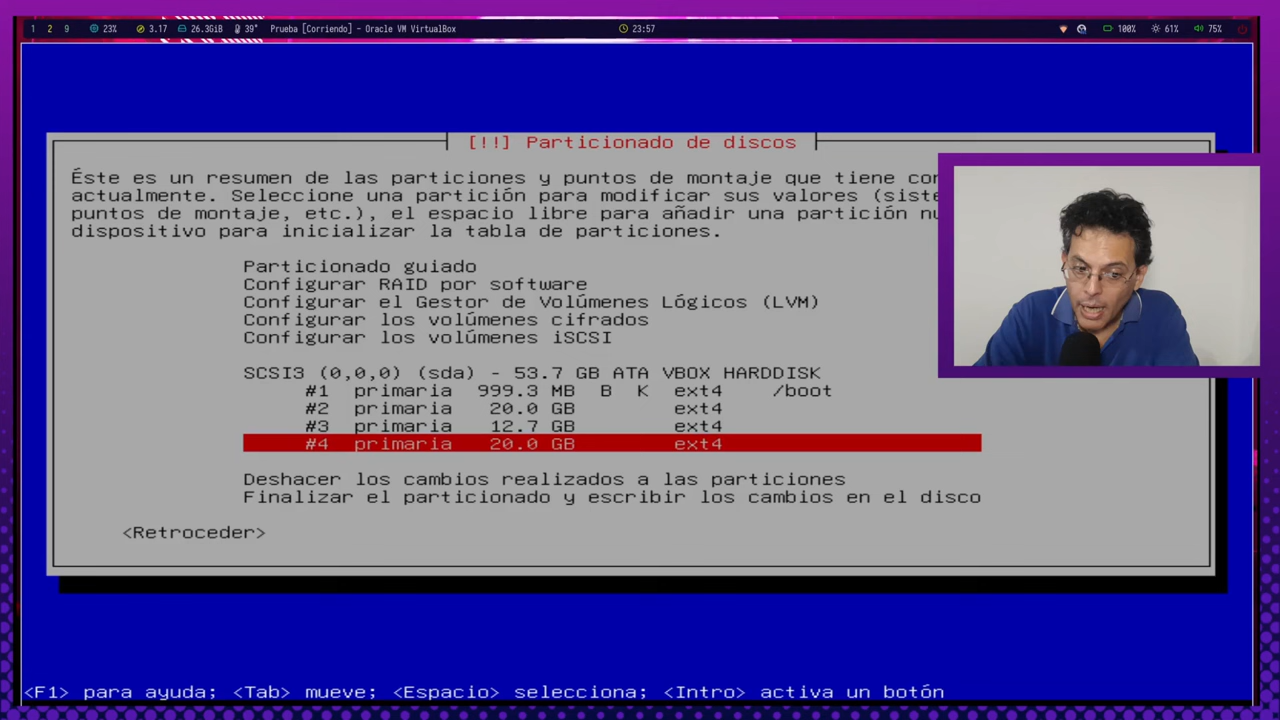 1 2 9 23% 3.17 26.3GiB 39° Prueba [Corriendo] - Oracle VM VirtualBox 23:57 100% 61% 75%
[!!] Particionado de discos
Éste es un resumen de las particiones y puntos de montaje que tiene
actualmente. Seleccione una partición para modificar sus valores
puntos de montaje, etc.), el espacio libre para añadir una partición
dispositivo para inicializar la tabla de particiones.
Particionado guiado
Configurar RAID por software
Configurar el Gestor de Volúmenes Lógicos (LVM)
Configurar los volúmenes cifrados
Configurar los volúmenes iSCSI
SCSI3 (0,0,0) (sda) - 53.7 GB ATA VBOX HARDDISK
#1 primaria 999.3 MB B K ext4 /boot
#2 primaria 20.0 GB ext4
#3 primaria 12.7 GB ext4
#4 primaria 20.0 GB ext4
Deshacer los cambios realizados a las particiones
Finalizar el particionado y escribir los cambios en el disco
<Retroceder>
<F1> para ayuda; <Tab> mueve; <Espacio> selecciona; <Intro> activa un botón